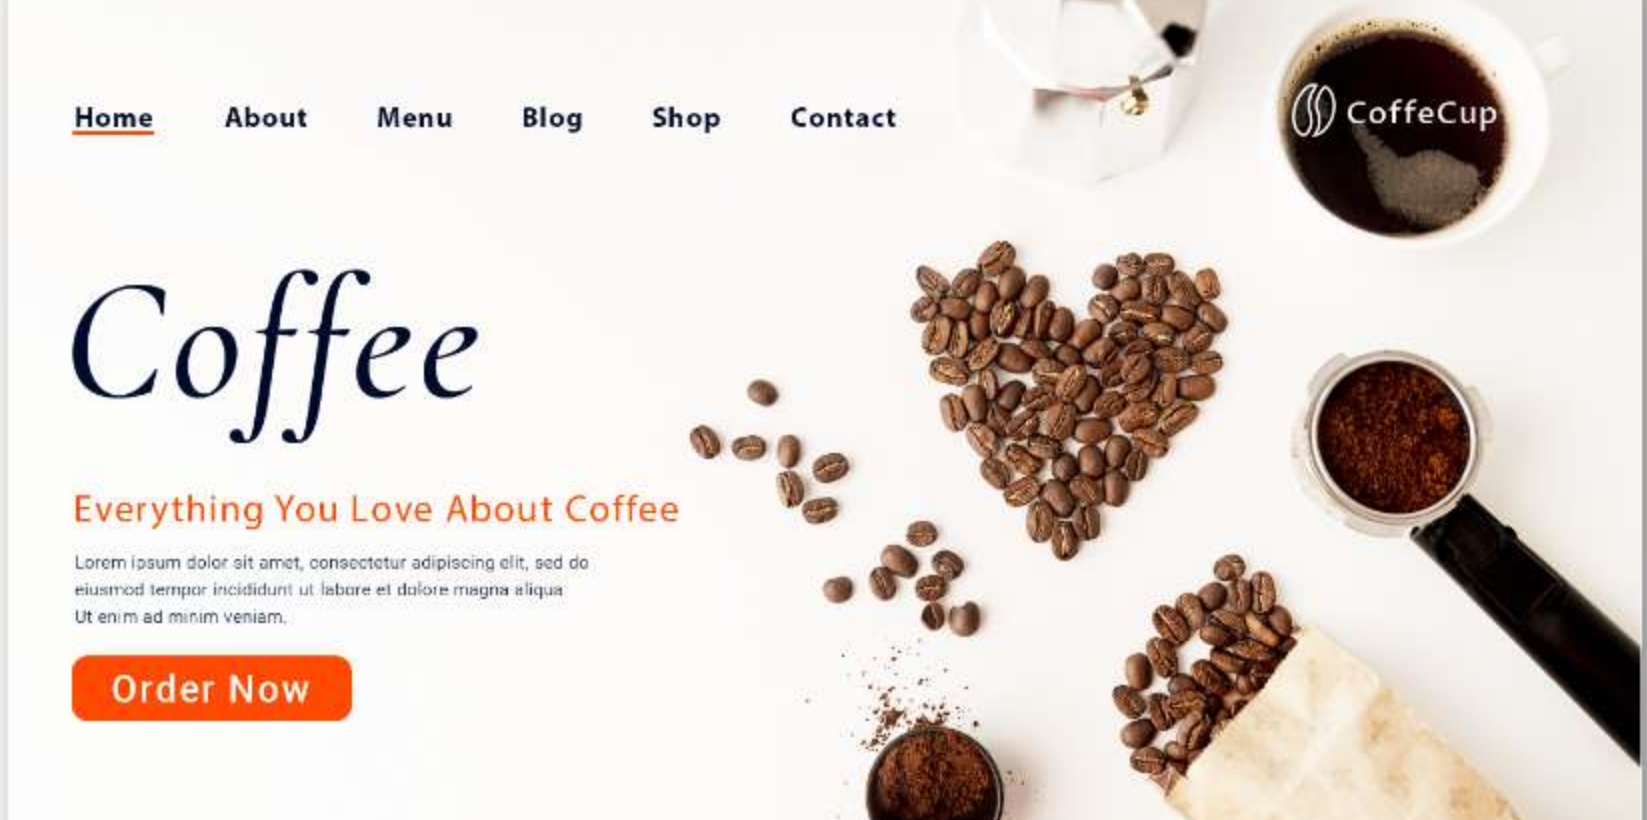 Home About Menu Blog Shop Contact
CoffeCup
Coffee
Everything You Love About Coffee
Lorem ipsum dolor sit amet, consectetur adipiscing elit, sed do
eiusmod tempor incididunt ut labore et dolore magna aliqua
Ut enim ad minim veniam.
Order Now